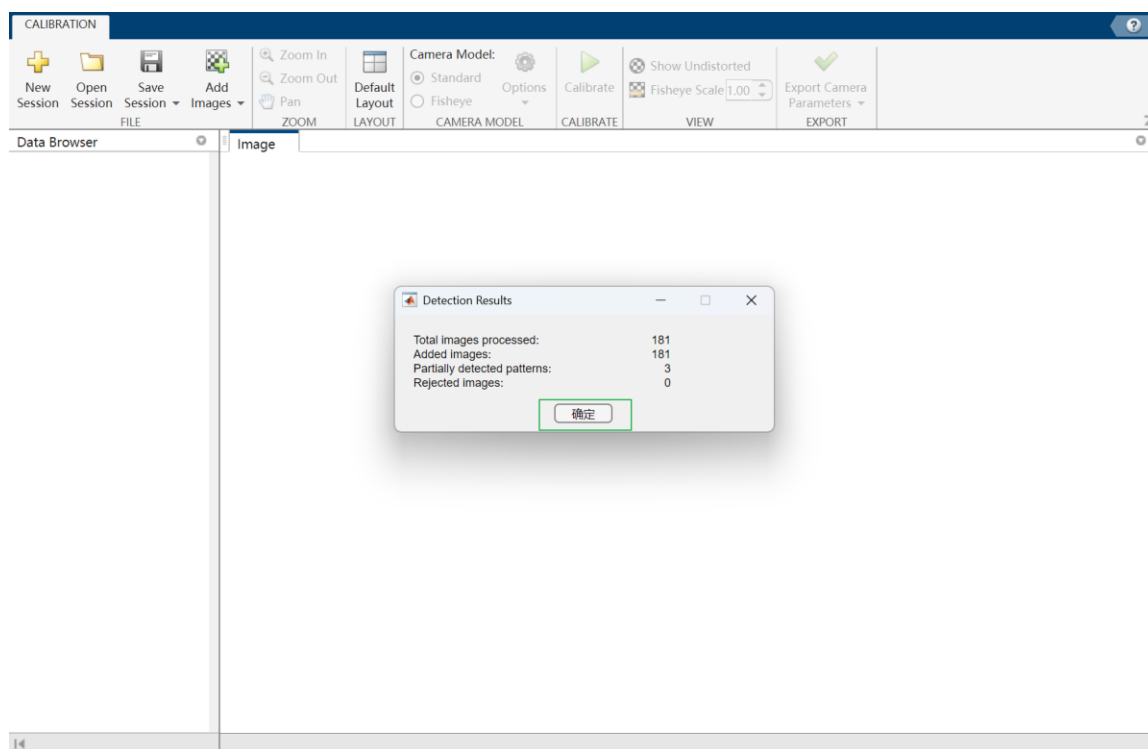 CALIBRATION
?
New Session
Open Session
Save Session
Add Images
FILE
Zoom In
Zoom Out
Pan
ZOOM
Default Layout
LAYOUT
Camera Model:
Standard
Fisheye
Options
CAMERA MODEL
Calibrate
CALIBRATE
Show Undistorted
Fisheye Scale 1.00
VIEW
Export Camera Parameters
EXPORT
Data Browser
Image
Detection Results
Total images processed: 181
Added images: 181
Partially detected patterns: 3
Rejected images: 0
确定